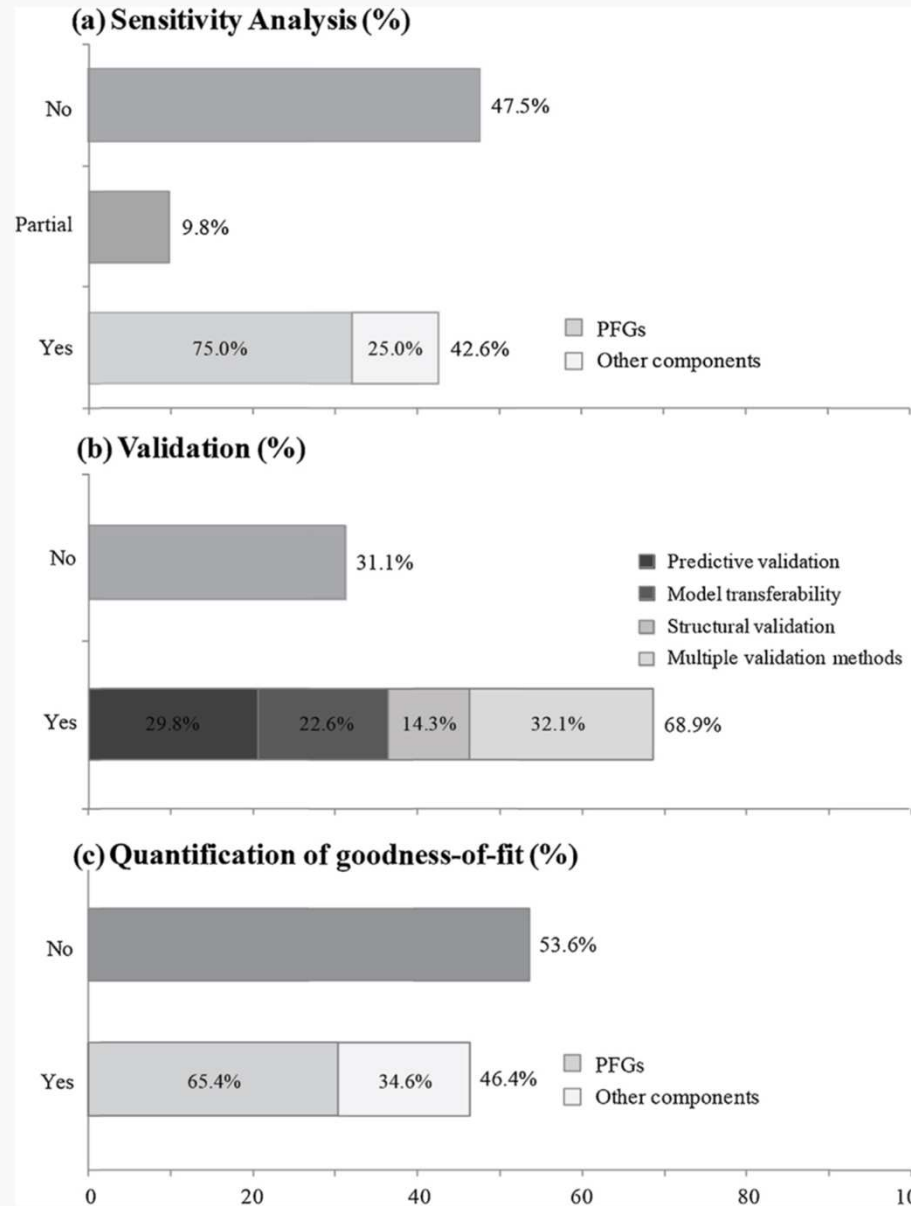 (a) Sensitivity Analysis (%)
No
47.5%
Partial
9.8%
Yes
75.0%
25.0%
42.6%
PFGs
Other components
(b) Validation (%)
No
31.1%
Predictive validation
Model transferability
Structural validation
Multiple validation methods
Yes
29.8%
22.6%
14.3%
32.1%
68.9%
(c) Quantification of goodness-of-fit (%)
No
53.6%
Yes
65.4%
34.6%
46.4%
PFGs
Other components
0 20 40 60 80 10